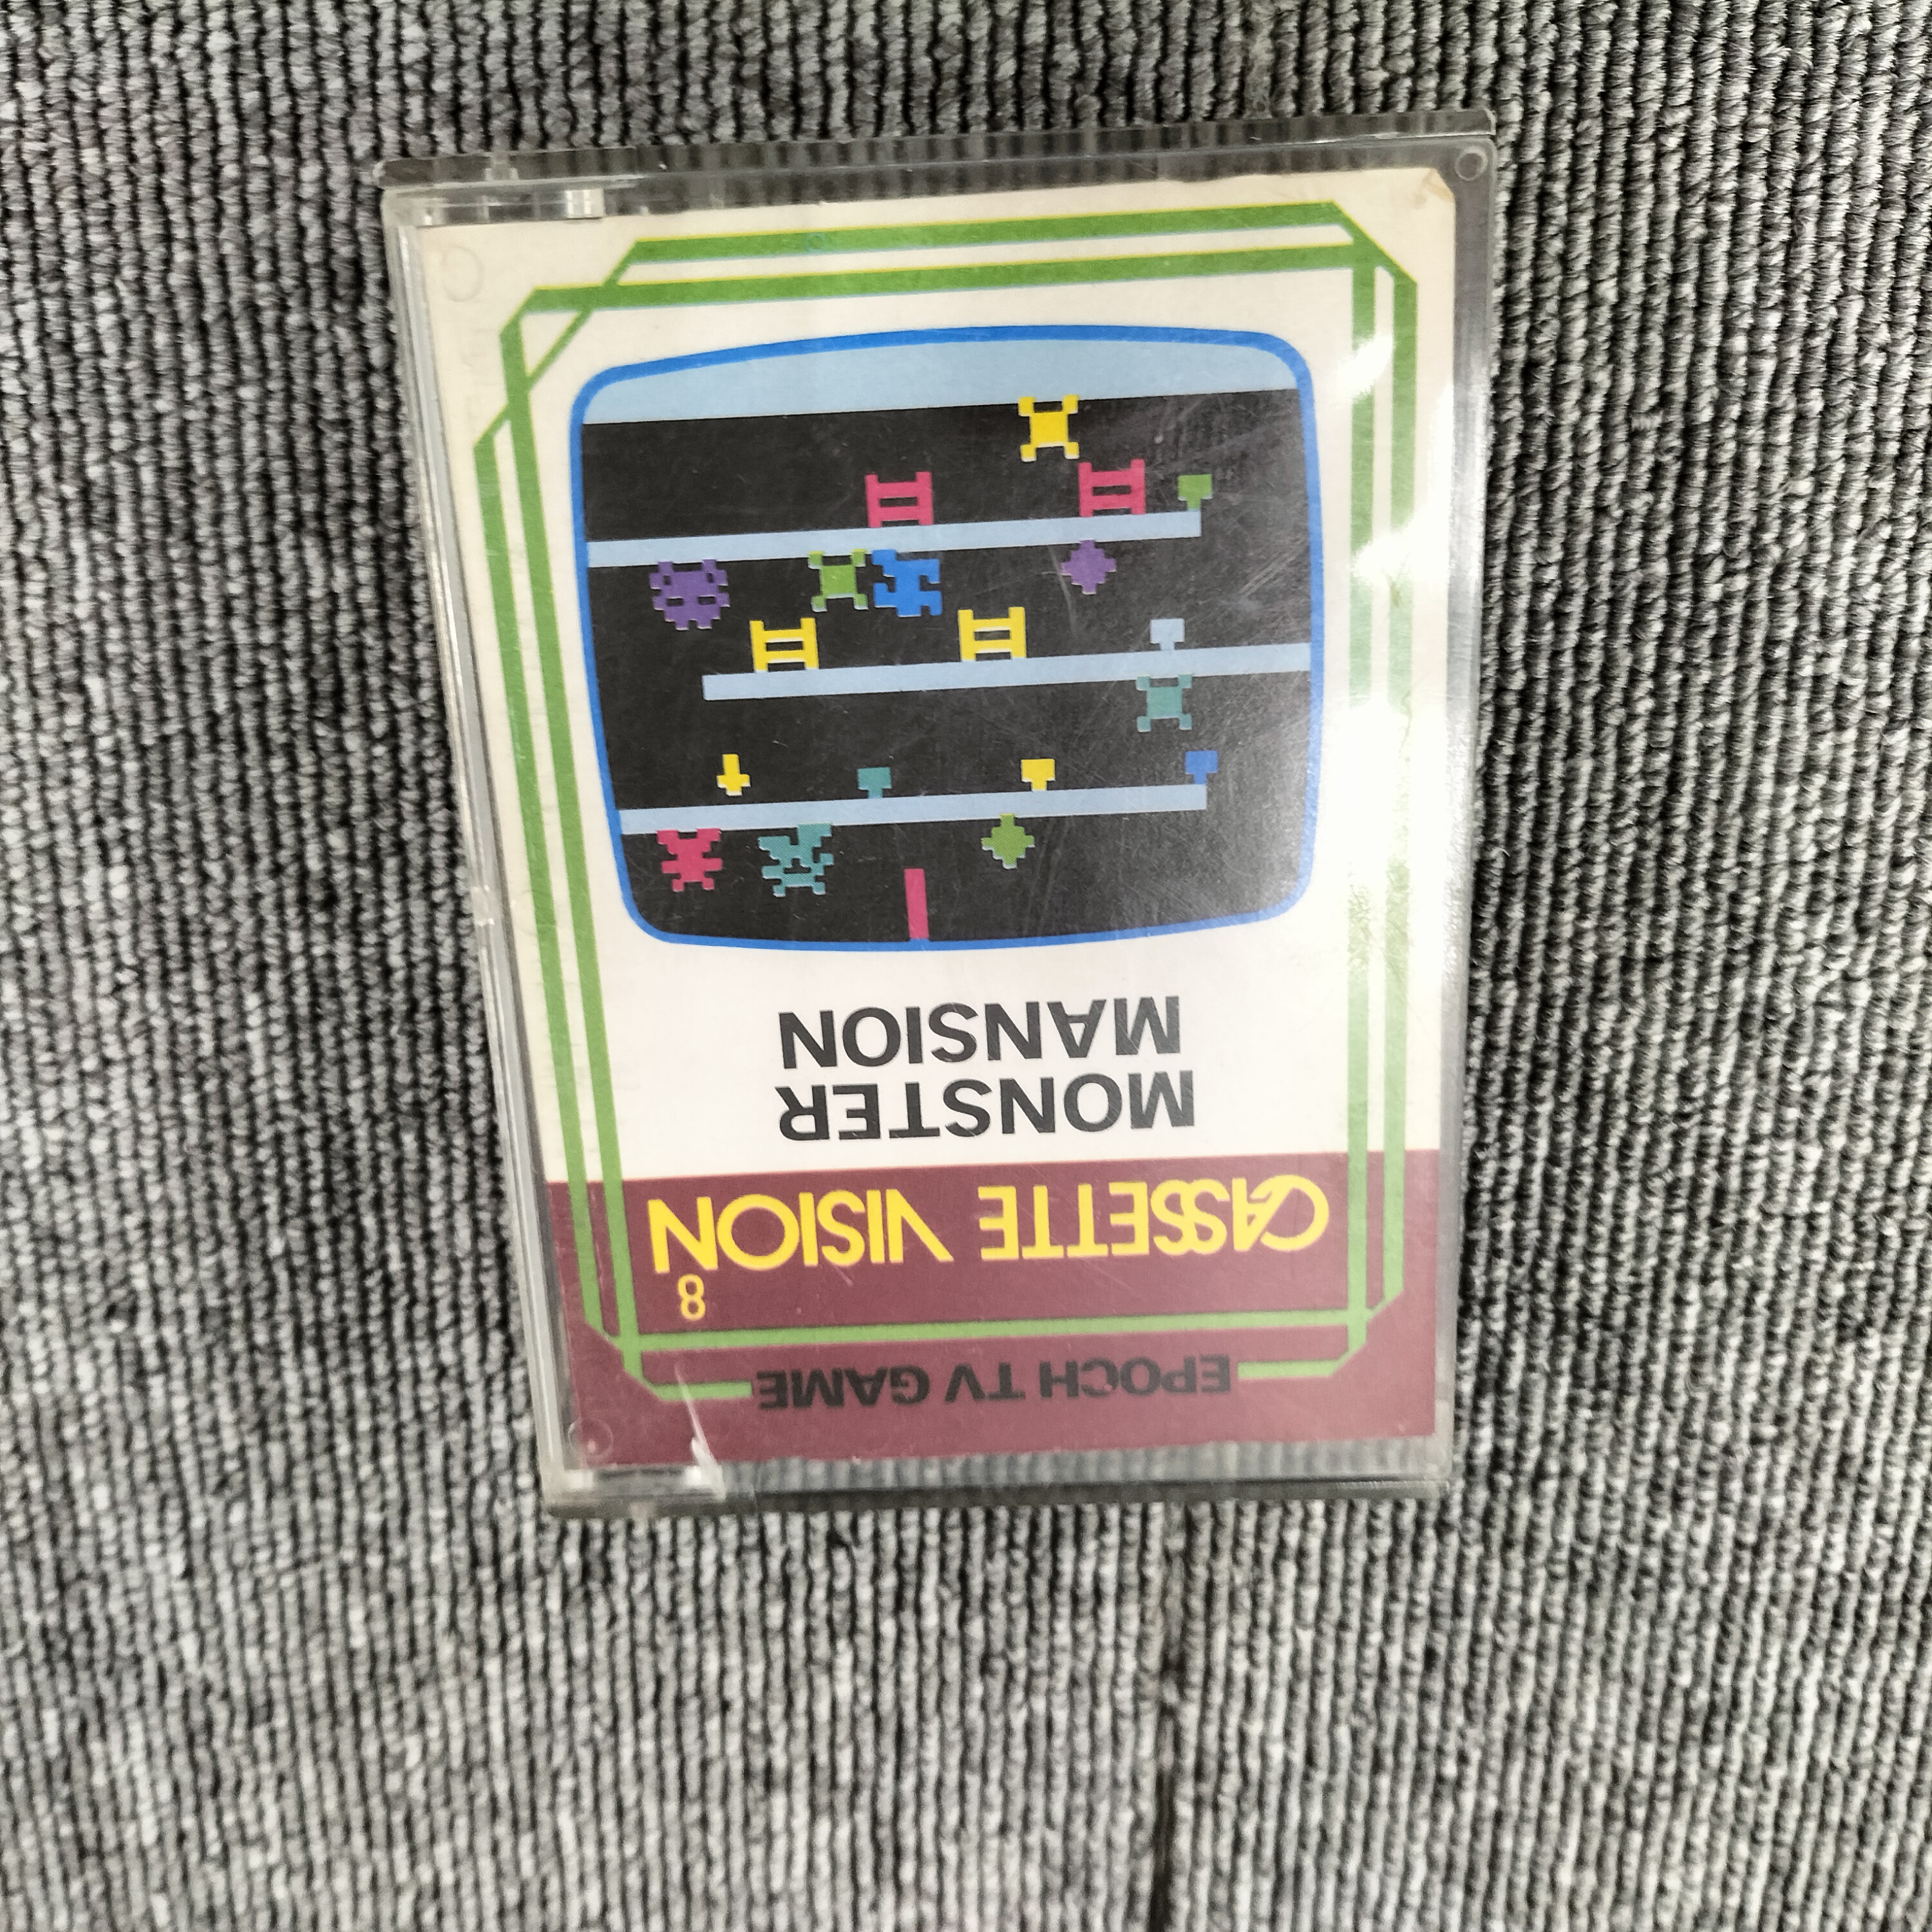 EPOCH TV GAME
8
CASSETTE VISION
MONSTER
MANSION